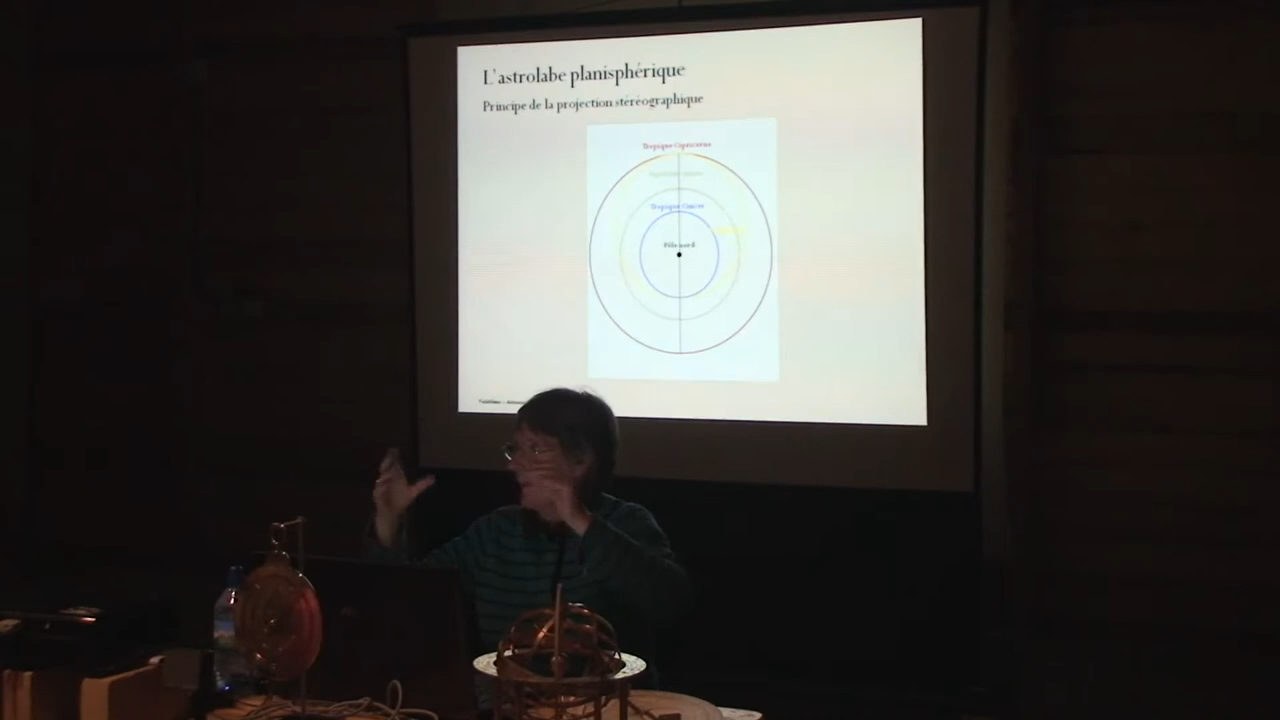 L'astrolabe planisphérique
Principe de la projection stéréographique
Tropique Capricorne
Tropique Cancer
Pôle nord